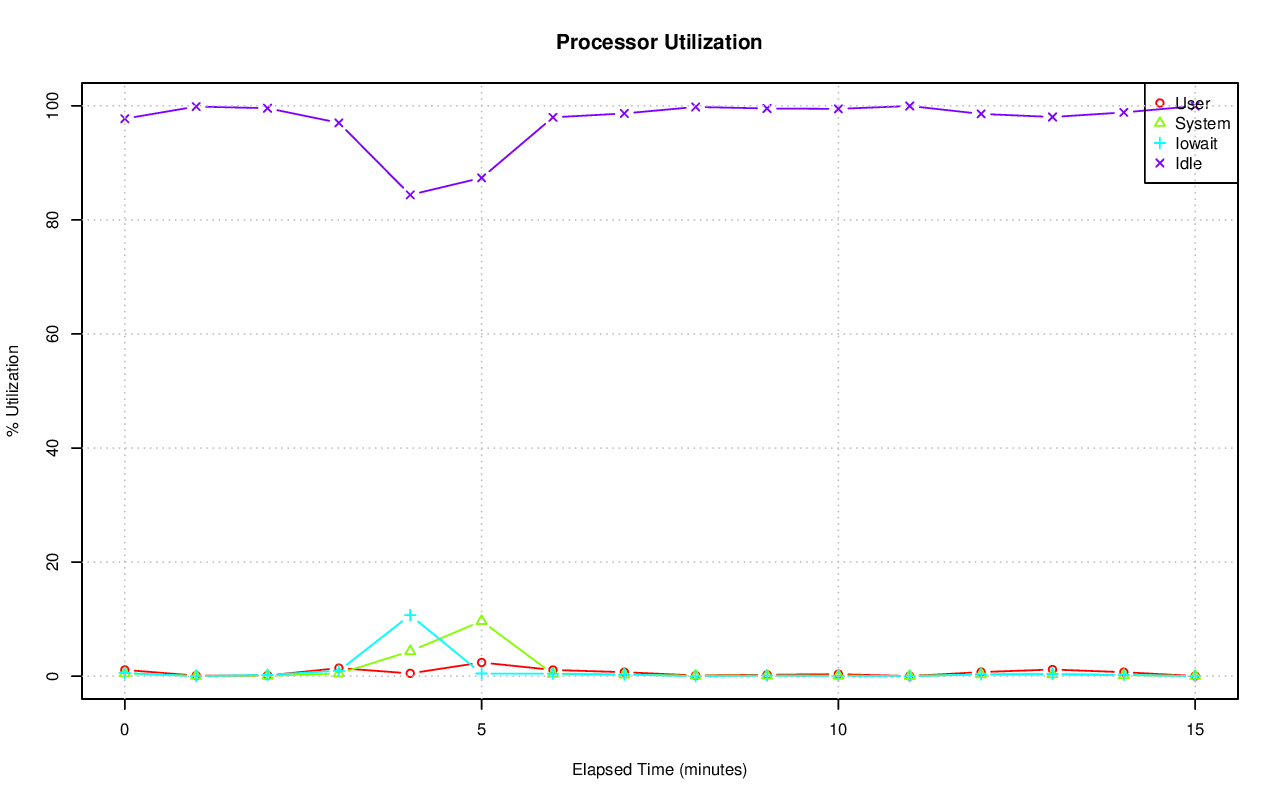 Processor Utilization
100
80
60
40
20
0
% Utilization
User
System
Iowait
Idle
0 5 10 15
Elapsed Time (minutes)